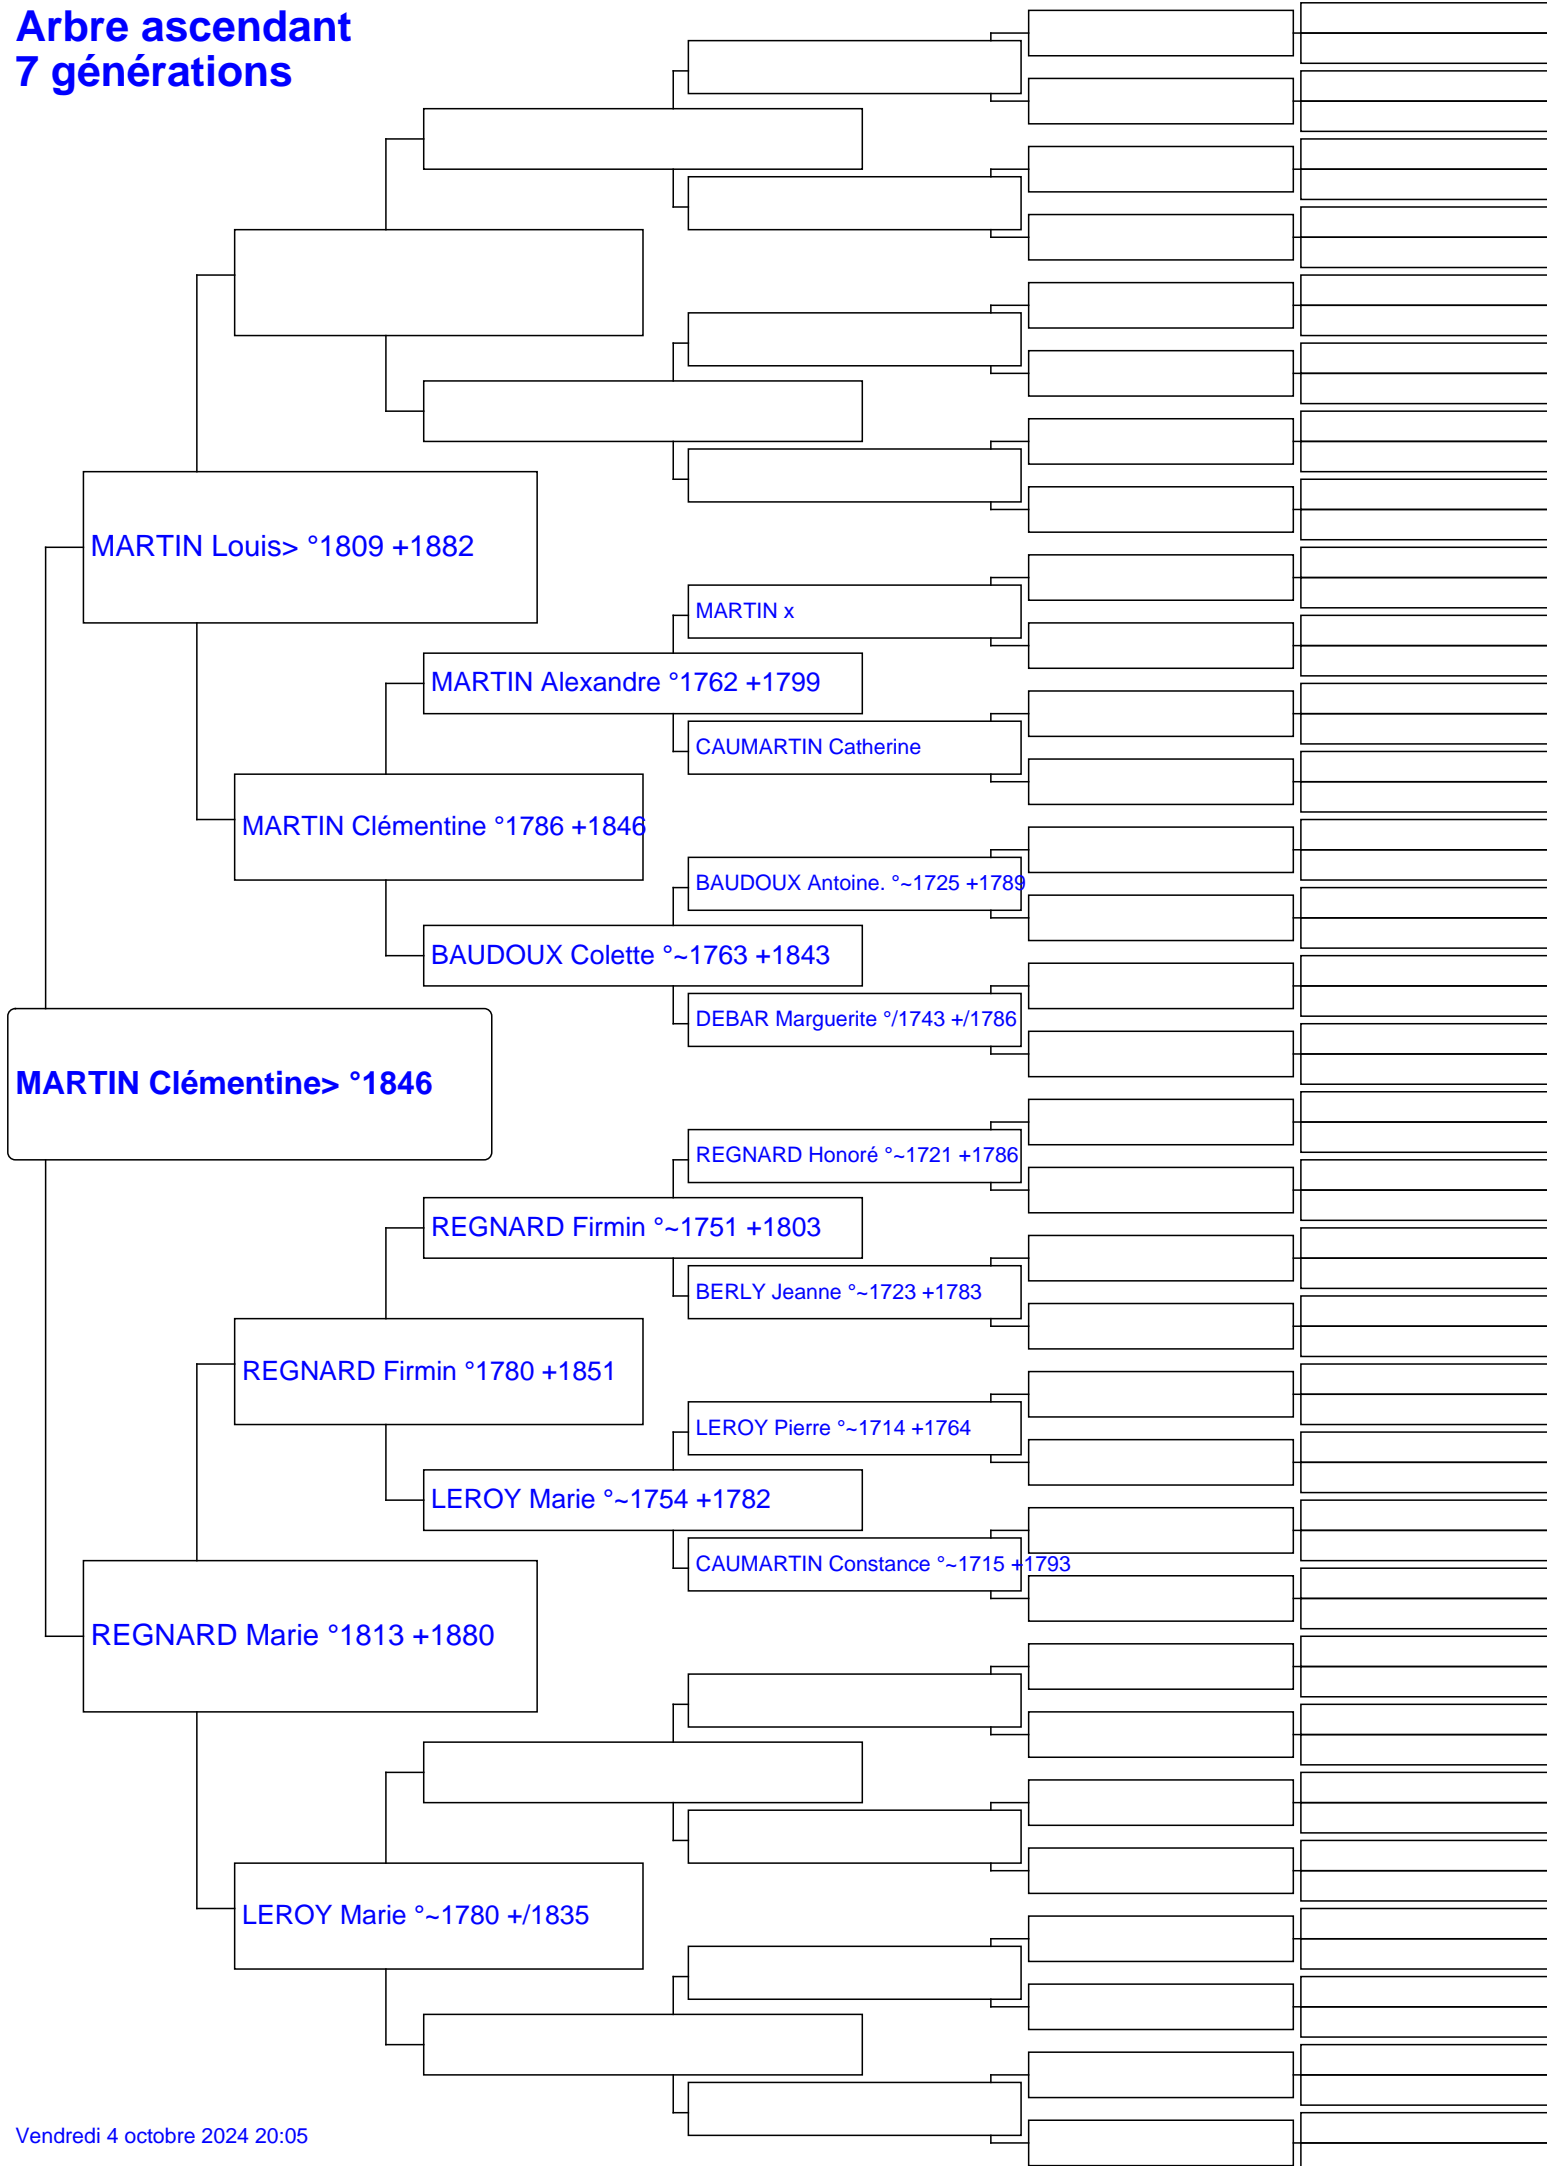 Arbre ascendant
7 générations
MARTIN Louis> °1809 +1882
MARTIN x
MARTIN Alexandre °1762 +1799
CAUMARTIN Catherine
MARTIN Clémentine °1786 +1846
BAUDOUX Antoine. °~1725 +1789
BAUDOUX Colette °~1763 +1843
DEBAR Marguerite °/1743 +/1786
MARTIN Clémentine> °1846
REGNARD Honoré °~1721 +1786
REGNARD Firmin °~1751 +1803
BERLY Jeanne °~1723 +1783
REGNARD Firmin °1780 +1851
LEROY Pierre °~1714 +1764
LEROY Marie °~1754 +1782
CAUMARTIN Constance °~1715 +1793
REGNARD Marie °1813 +1880
LEROY Marie °~1780 +/1835
Vendredi 4 octobre 2024 20:05